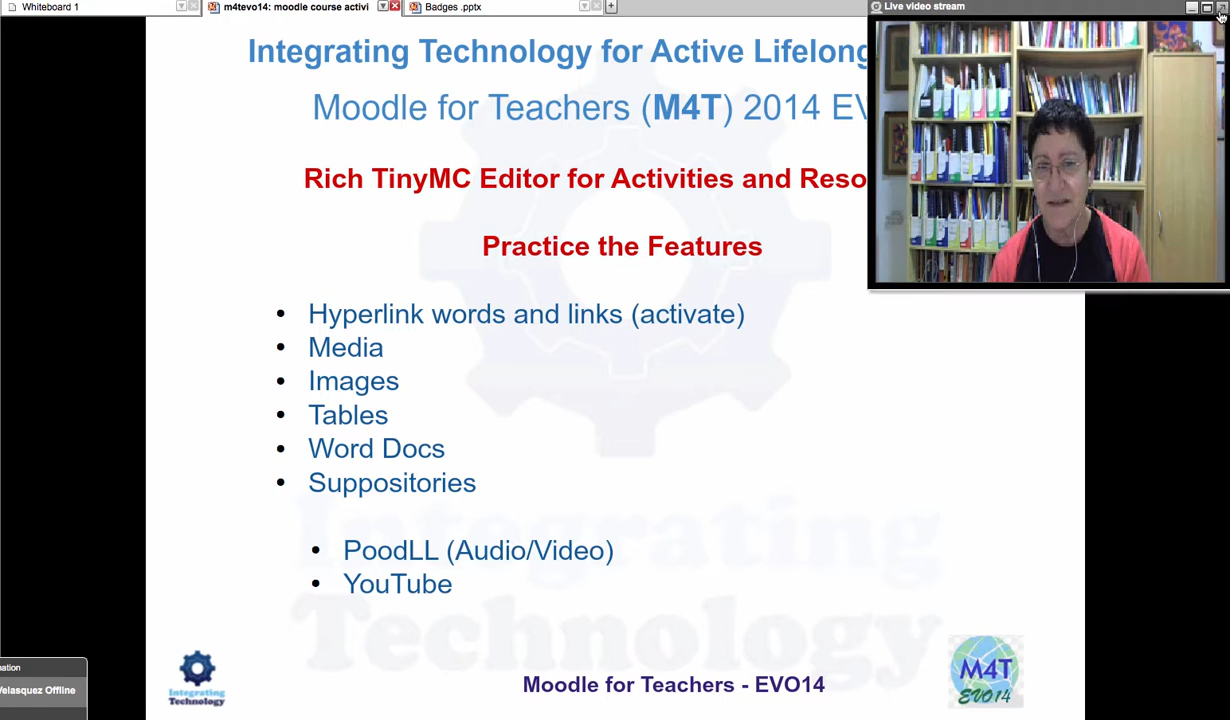 Whiteboard 1
m4tevo14: moodle course activi
Badges .pptx
Live video stream
Integrating Technology for Active Lifelong
Moodle for Teachers (M4T) 2014 EV
Rich TinyMC Editor for Activities and Reso
Practice the Features
• Hyperlink words and links (activate)
• Media
• Images
• Tables
• Word Docs
• Suppositories
• PoodLL (Audio/Video)
• YouTube
Integrating
Technology
mation
Velasquez Offline
Integrating
Technology
Moodle for Teachers - EVO14
M4T
EVO14